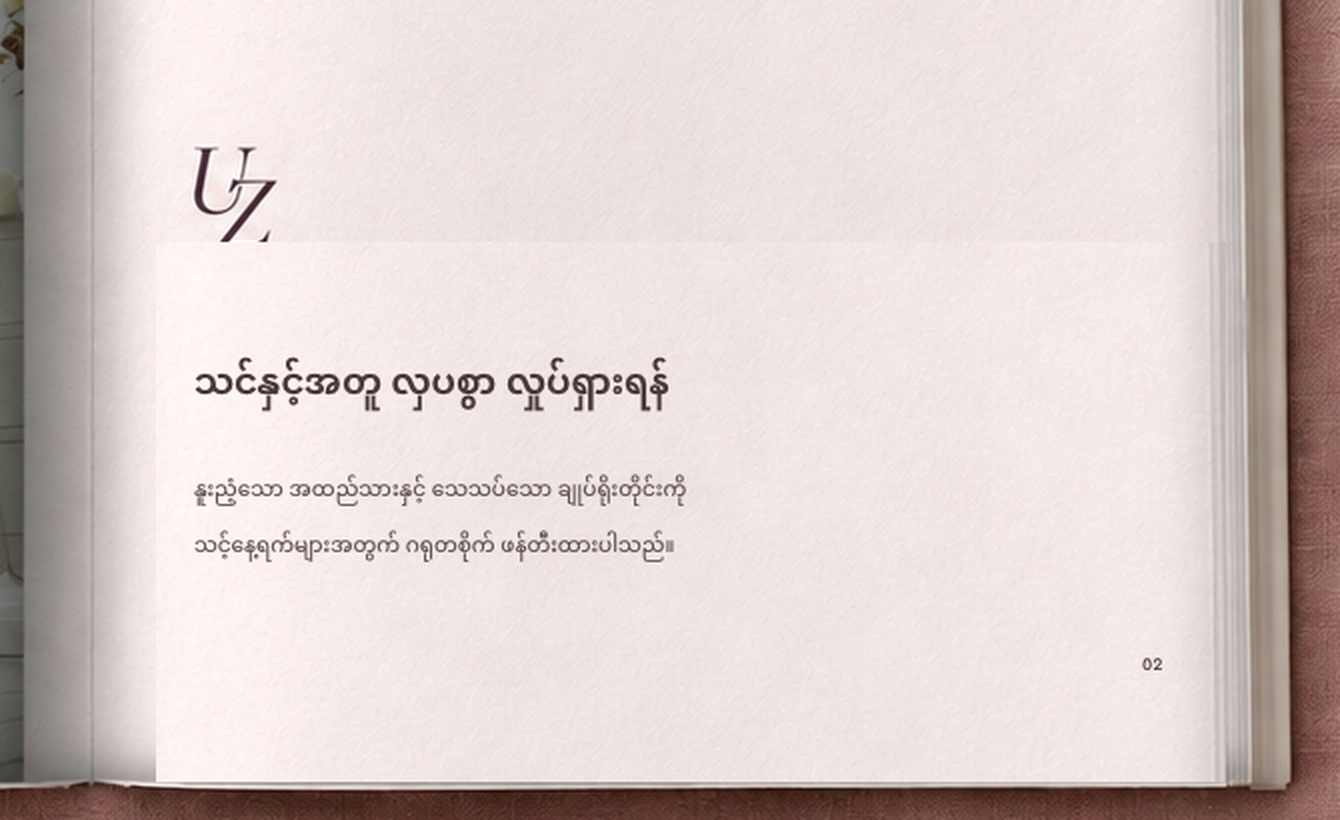 UZ
သင်နှင့်အတူ လှပစွာ လှုပ်ရှားရန်
နူးညံ့သော အထည်သားနှင့် သေသပ်သော ချုပ်ရိုးတိုင်းကို
သင့်နေ့ရက်များအတွက် ဂရုတစိုက် ဖန်တီးထားပါသည်။
02